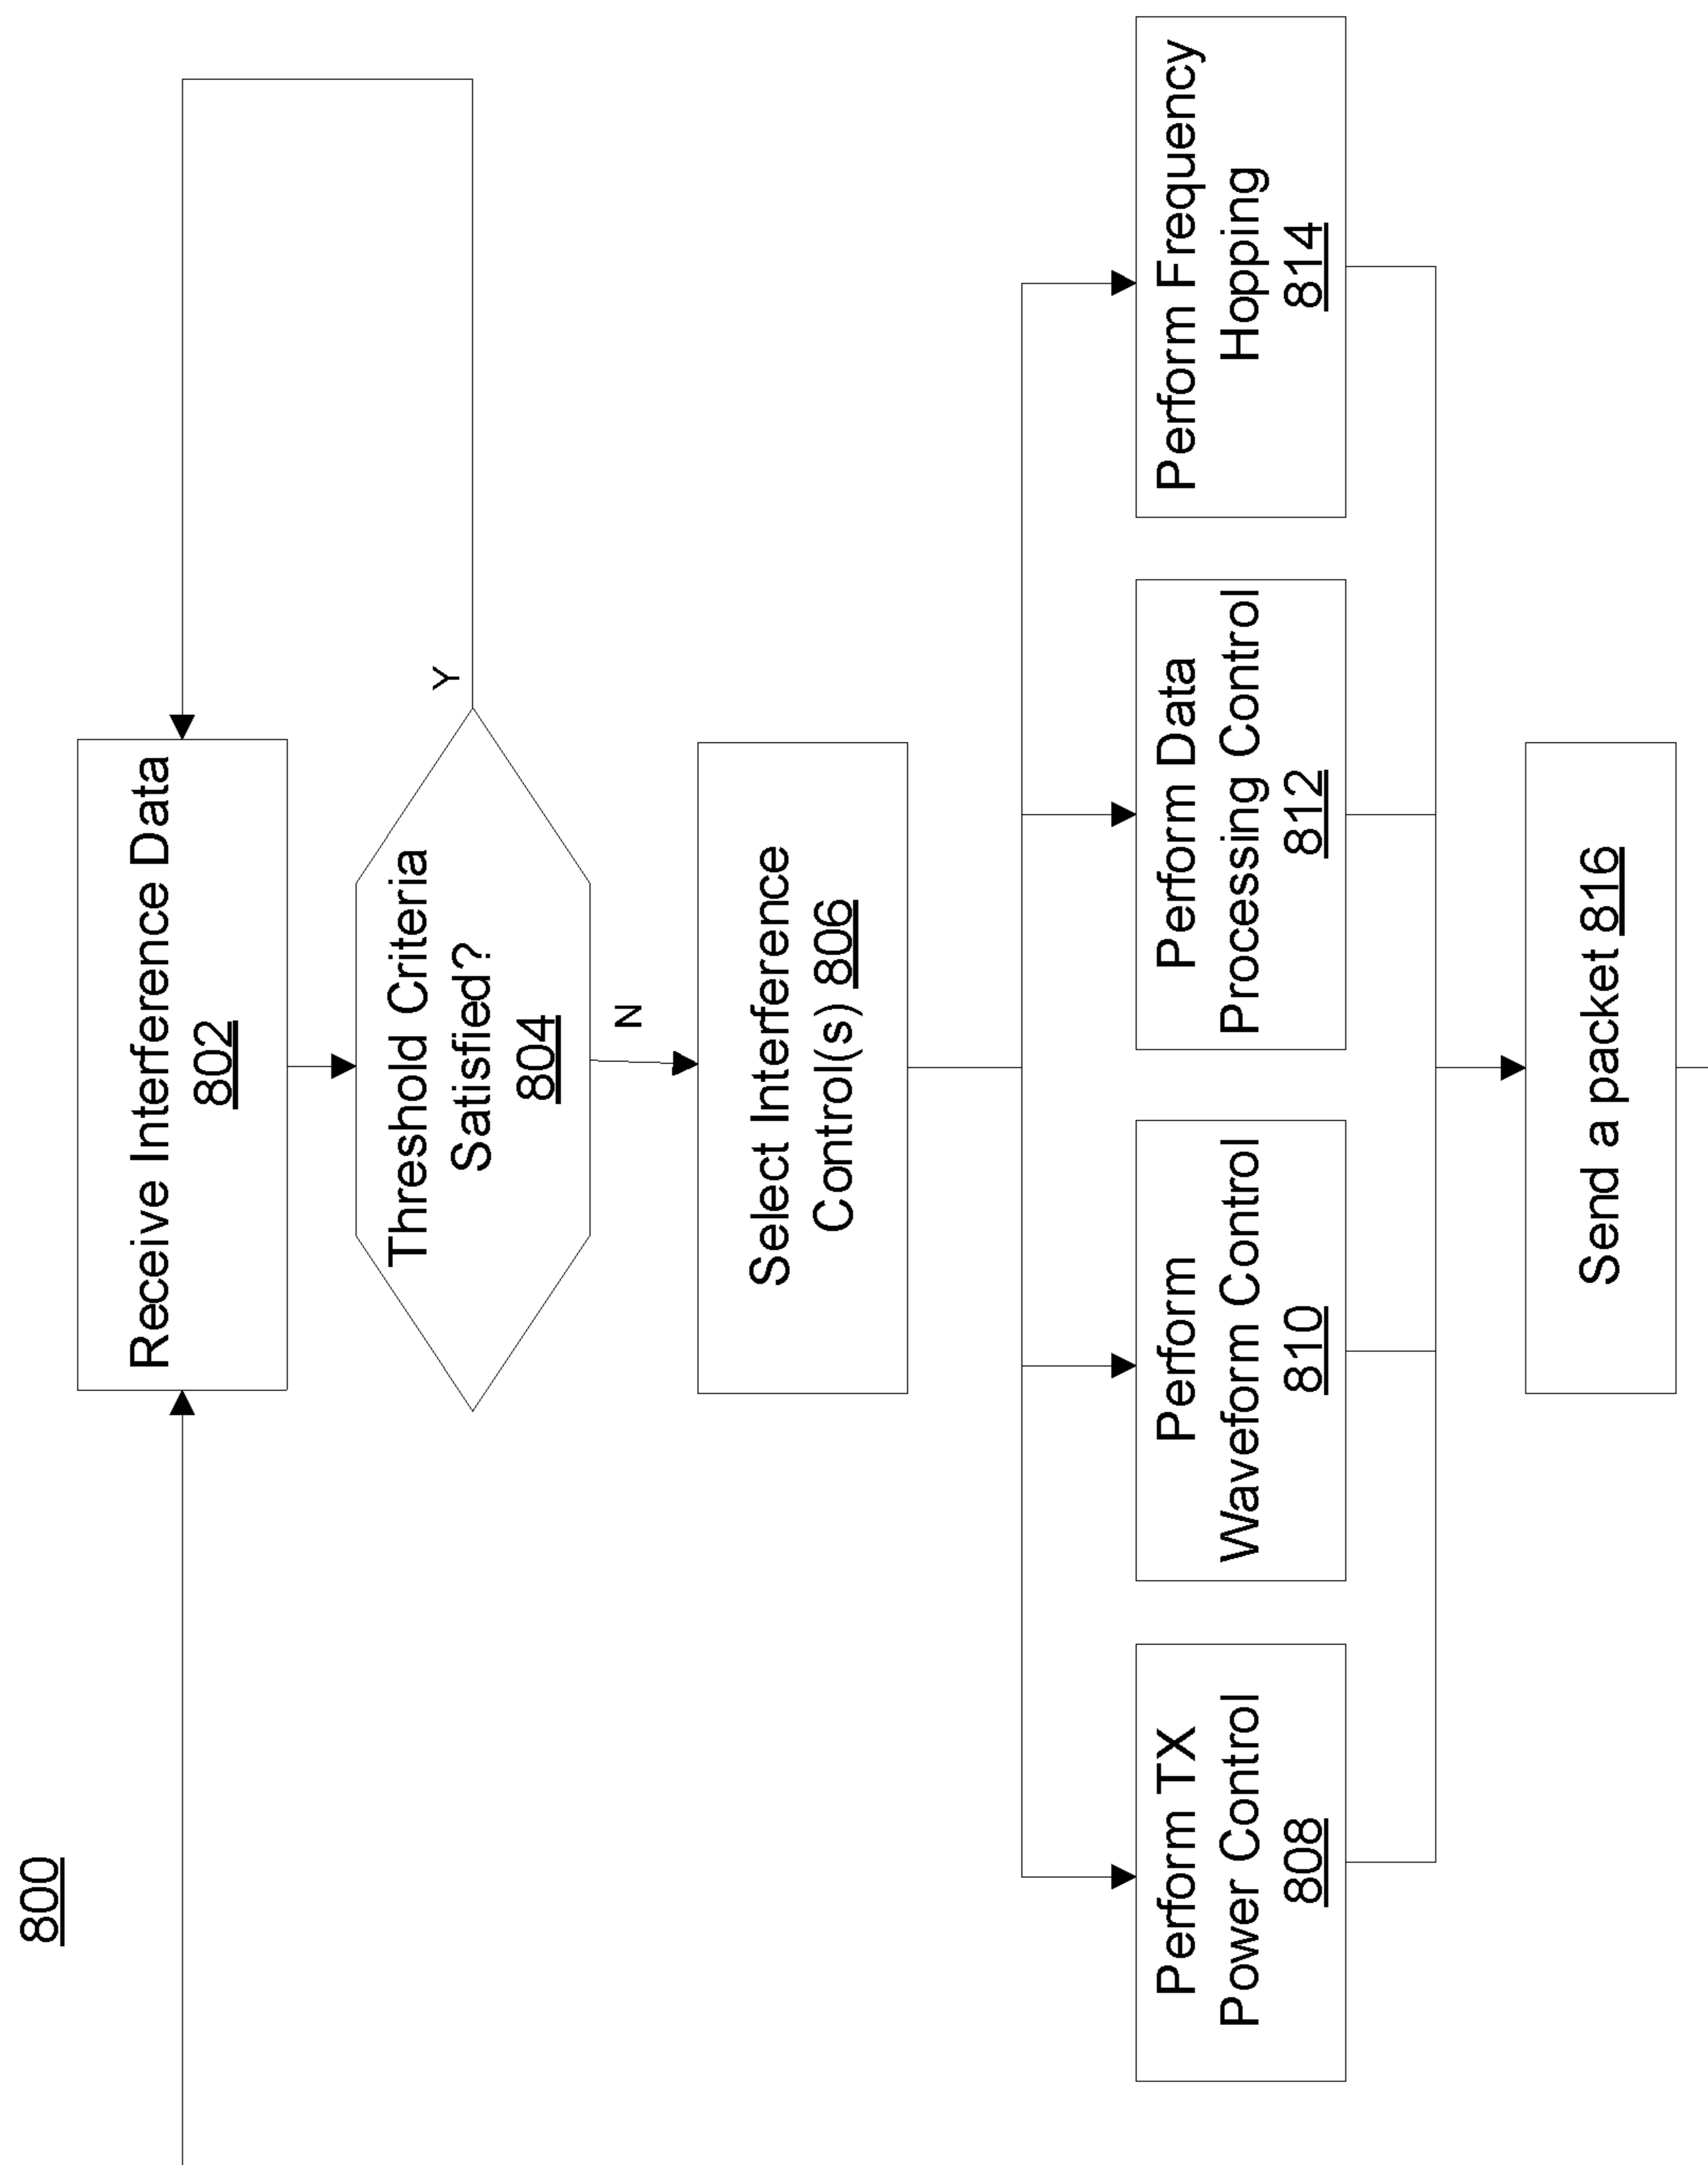 800
Receive Interference Data
802
Threshold Criteria
Satisfied?
804
Y
N
Select Interference
Control(s) 806
Perform TX
Power Control
808
Perform
Waveform Control
810
Perform Data
Processing Control
812
Perform Frequency
Hopping
814
Send a packet 816